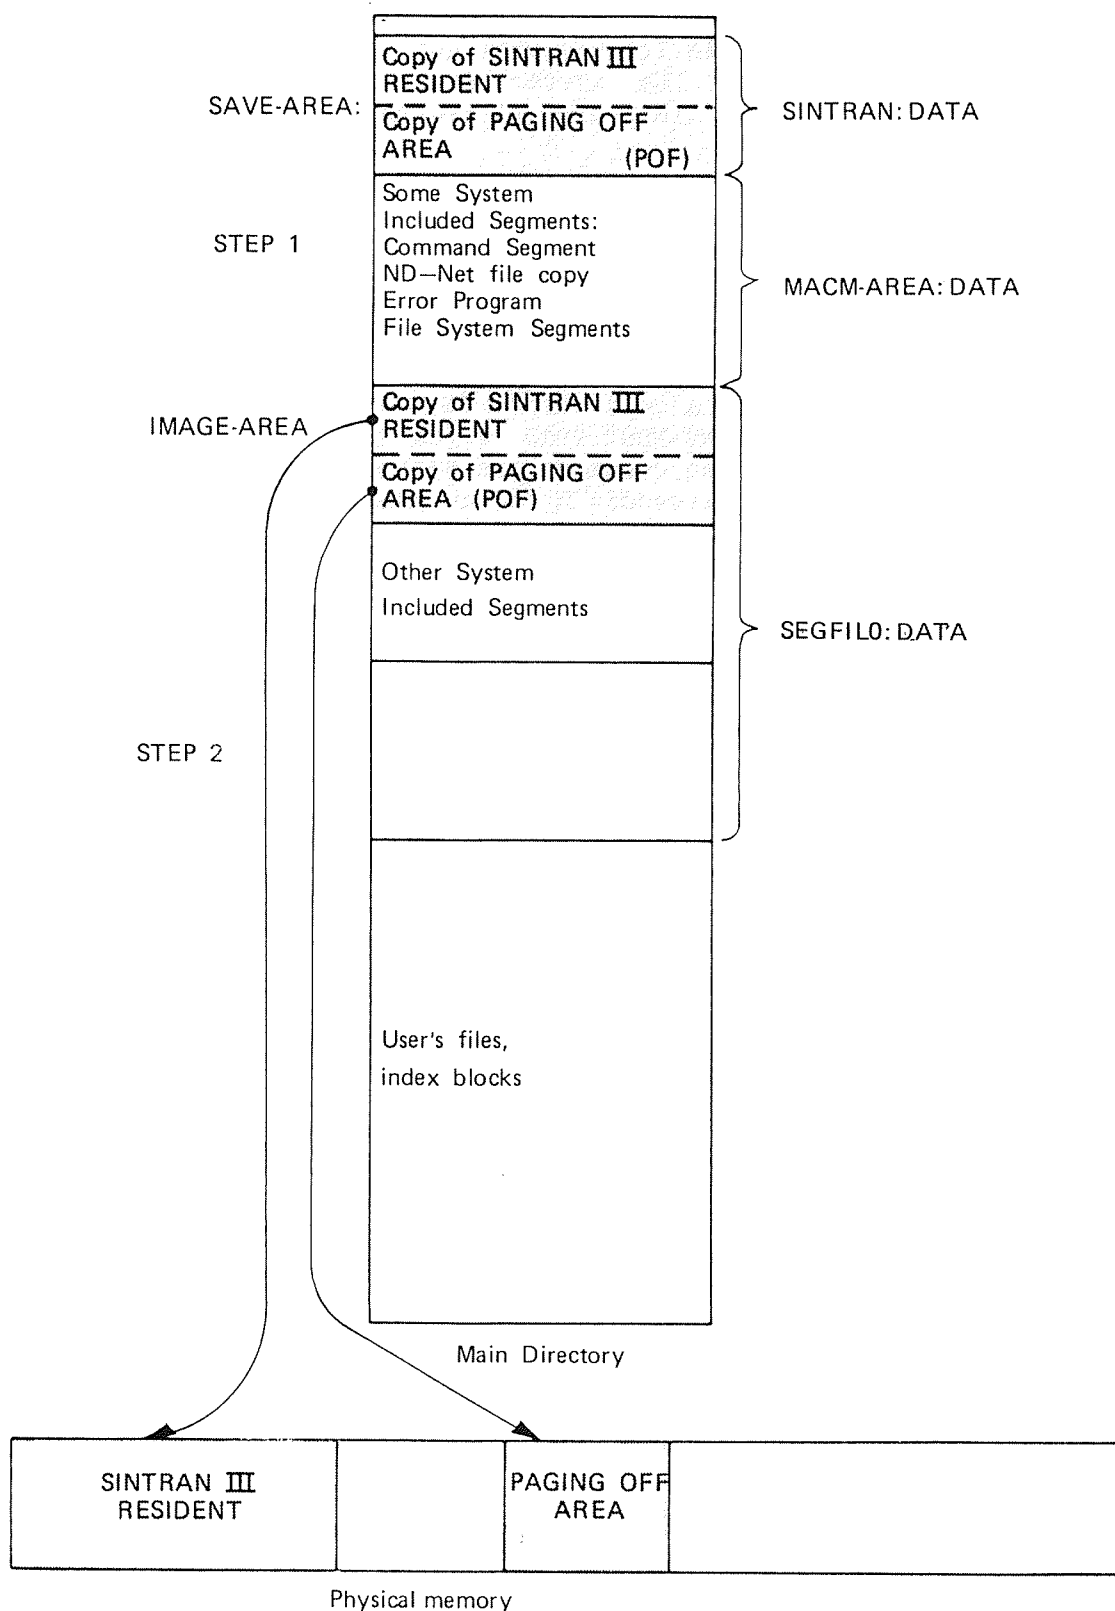 Copy of SINTRAN III
RESIDENT
SAVE-AREA:
Copy of PAGING OFF
AREA (POF)
SINTRAN: DATA
Some System
Included Segments:
Command Segment
ND—Net file copy
Error Program
File System Segments
STEP 1
MACM-AREA: DATA
IMAGE-AREA
Copy of SINTRAN III
RESIDENT
Copy of PAGING OFF
AREA (POF)
Other System
Included Segments
SEGFIL0: DATA
STEP 2
User's files,
index blocks
Main Directory
SINTRAN III
RESIDENT
PAGING OFF
AREA
Physical memory